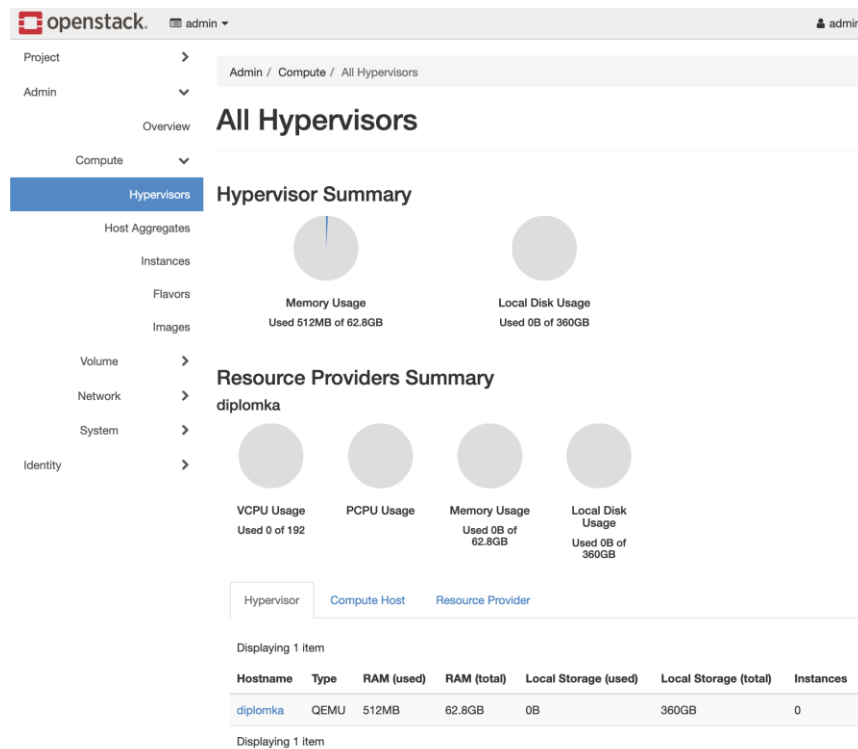 openstack. admin admin
Project
Admin
Overview
Compute
Hypervisors
Host Aggregates
Instances
Flavors
Images
Volume
Network
System
Identity
Admin / Compute / All Hypervisors
All Hypervisors
Hypervisor Summary
Memory Usage
Used 512MB of 62.8GB
Local Disk Usage
Used 0B of 360GB
Resource Providers Summary
diplomka
VCPU Usage
Used 0 of 192
PCPU Usage
Memory Usage
Used 0B of
62.8GB
Local Disk
Usage
Used 0B of
360GB
Hypervisor Compute Host Resource Provider
Displaying 1 item
Hostname Type RAM (used) RAM (total) Local Storage (used) Local Storage (total) Instances
diplomka QEMU 512MB 62.8GB 0B 360GB 0
Displaying 1 item